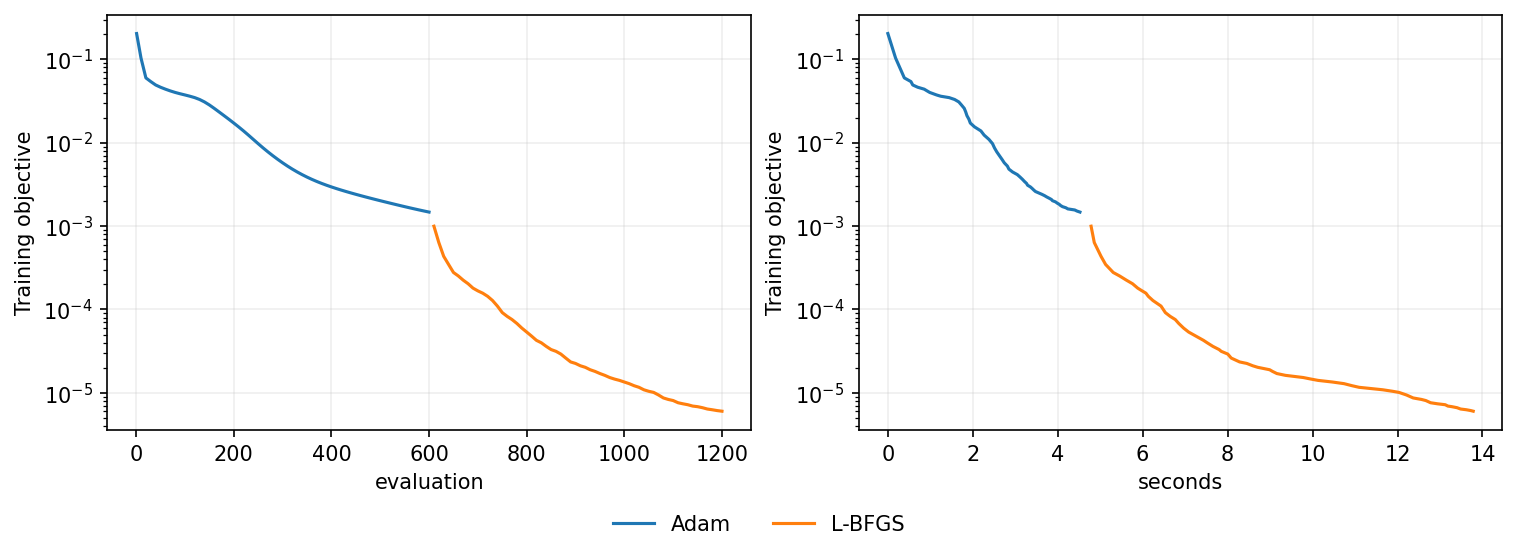 Training objective
10⁻¹
10⁻²
10⁻³
10⁻⁴
10⁻⁵
0 200 400 600 800 1000 1200
evaluation
Training objective
10⁻¹
10⁻²
10⁻³
10⁻⁴
10⁻⁵
0 2 4 6 8 10 12 14
seconds
Adam L-BFGS